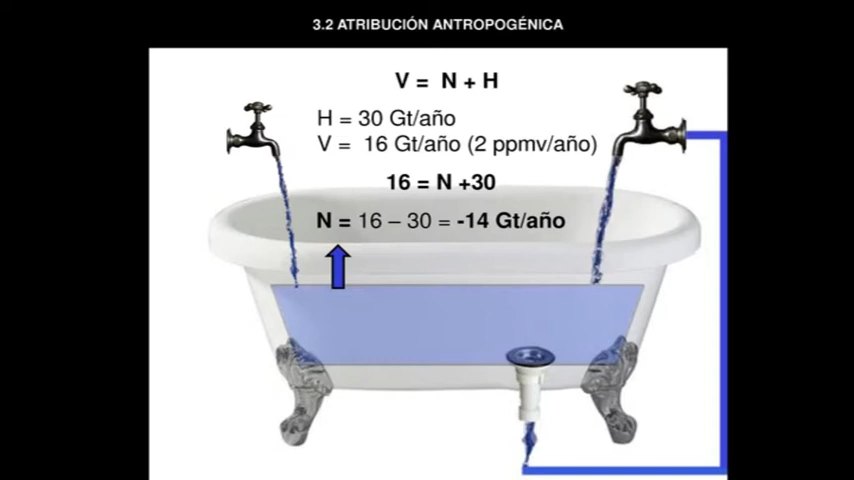 3.2 ATRIBUCIÓN ANTROPOGÉNICA
V = N + H
H = 30 Gt/año
V = 16 Gt/año (2 ppmv/año)
16 = N +30
N = 16 – 30 = -14 Gt/año